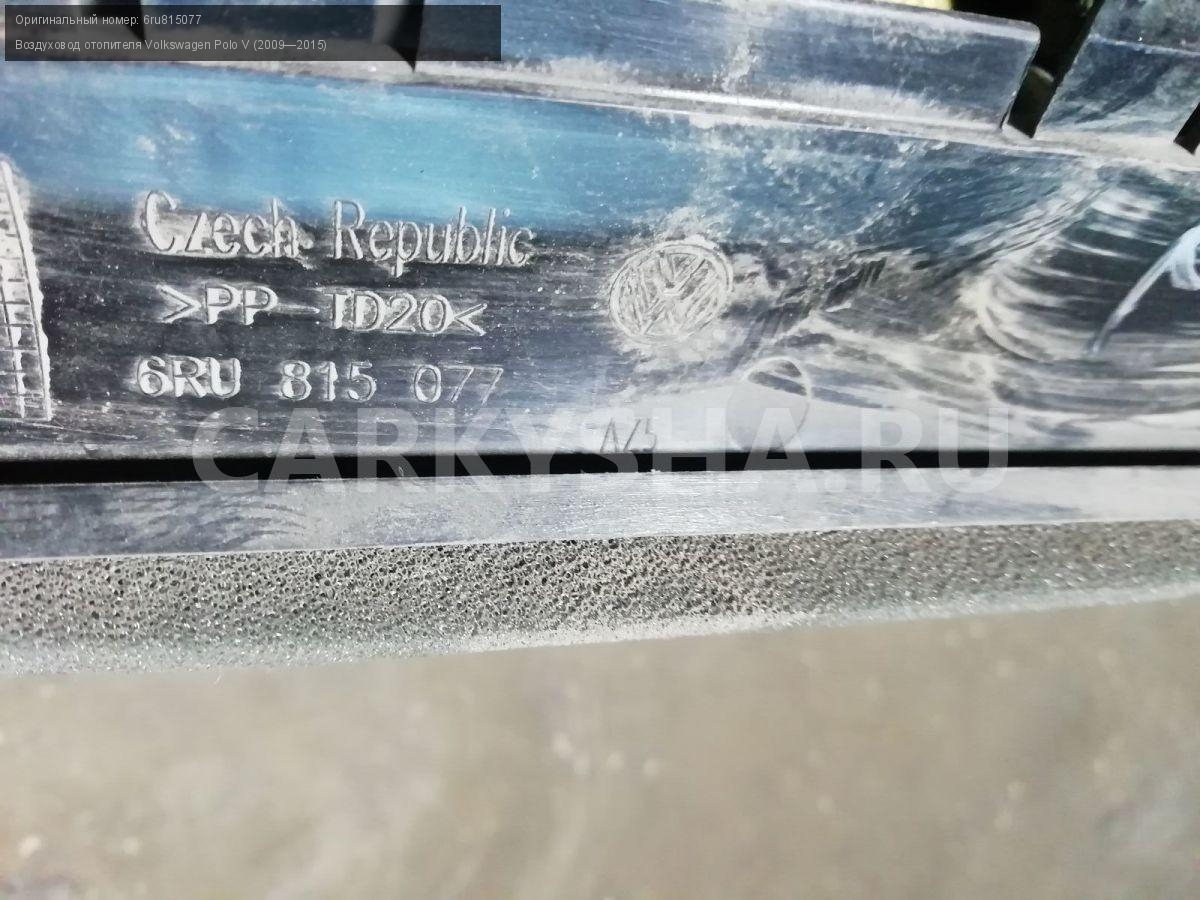 Оригинальный номер: 6ru815077
Воздуховод отопителя Volkswagen Polo V (2009—2015)
Czech Republic
>PP-TD20<
6RU 815 077
CARKYSHA.RU